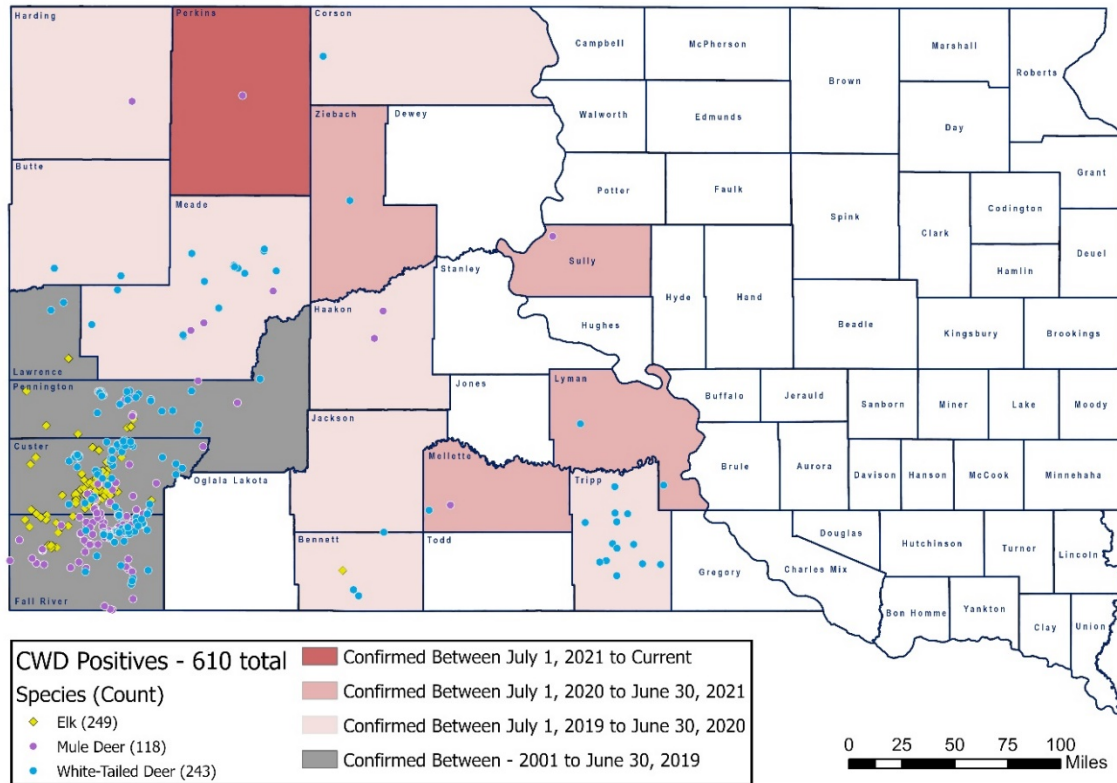 Harding
Perkins
Corson
Campbell
McPherson
Brown
Marshall
Roberts
Ziebach
Dewey
Walworth
Edmunds
Day
Butte
Meade
Potter
Faulk
Spink
Grant
Codington
Clark
Deuel
Hamlin
Stanley
Sully
Hyde
Hand
Haakon
Hughes
Beadle
Kingsbury
Brookings
Lawrence
Pennington
Jones
Lyman
Buffalo
Jerauld
Sanborn
Miner
Lake
Moody
Custer
Jackson
Mellette
Oglala Lakota
Tripp
Brule
Aurora
Davison
Hanson
McCook
Minnehaha
Bennett
Todd
Gregory
Douglas
Charles Mix
Hutchinson
Turner
Lincoln
Fall River
Bon Homme
Yankton
Clay
Union
CWD Positives - 610 total
Species (Count)
Elk (249)
Mule Deer (118)
White-Tailed Deer (243)
Confirmed Between July 1, 2021 to Current
Confirmed Between July 1, 2020 to June 30, 2021
Confirmed Between July 1, 2019 to June 30, 2020
Confirmed Between - 2001 to June 30, 2019
0 25 50 75 100
Miles